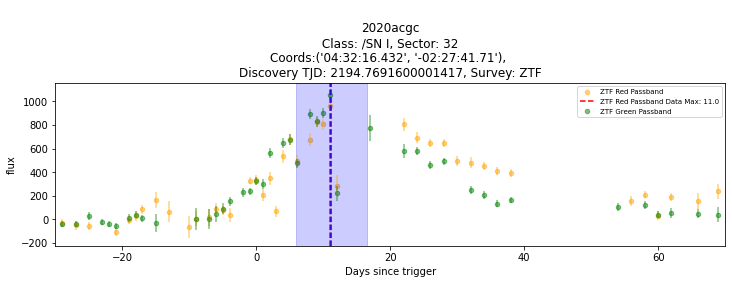 2020acgc
Class: /SN I, Sector: 32
Coords:('04:32:16.432', '-02:27:41.71'),
Discovery TJD: 2194.7691600001417, Survey: ZTF
ZTF Red Passband
ZTF Red Passband Data Max: 11.0
ZTF Green Passband
flux
1000
800
600
400
200
0
−200
−20
0
20
40
60
Days since trigger